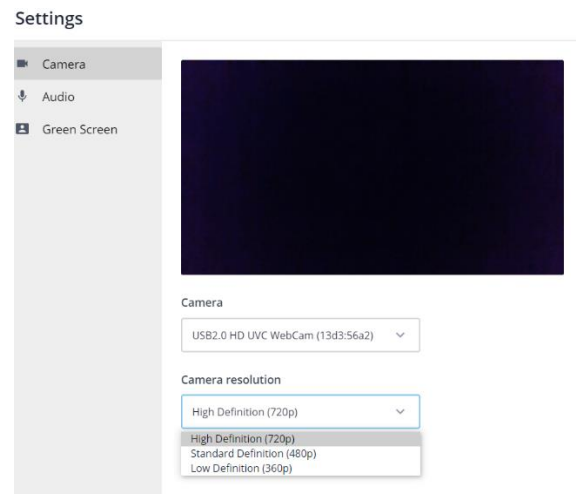 Settings
Camera
Audio
Green Screen
Camera
USB2.0 HD UVC WebCam (13d3:56a2)
Camera resolution
High Definition (720p)
High Definition (720p)
Standard Definition (480p)
Low Definition (360p)